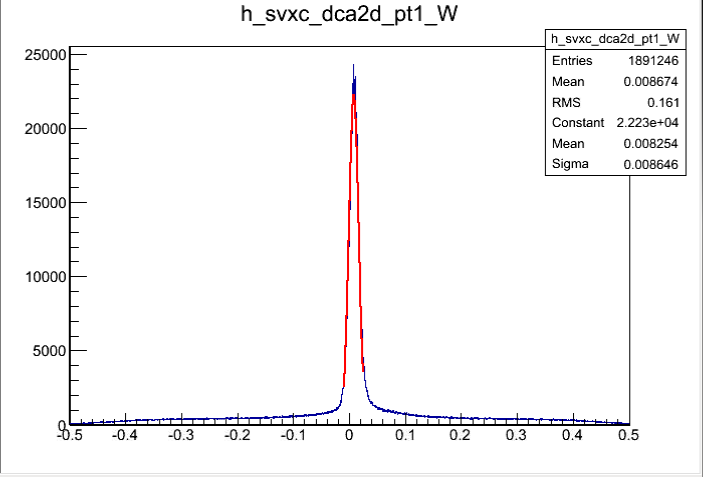 h_svxc_dca2d_pt1_W
h_svxc_dca2d_pt1_W
Entries 1891246
Mean 0.008674
RMS 0.161
Constant 2.223e+04
Mean 0.008254
Sigma 0.008646
25000
20000
15000
10000
5000
0
-0.5 -0.4 -0.3 -0.2 -0.1 0 0.1 0.2 0.3 0.4 0.5